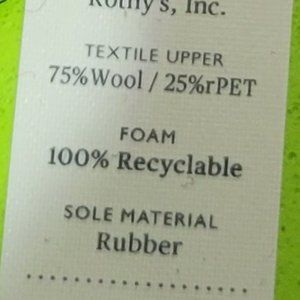 Rothy's, Inc.
TEXTILE UPPER
75%Wool / 25%rPET
FOAM
100% Recyclable
SOLE MATERIAL
Rubber